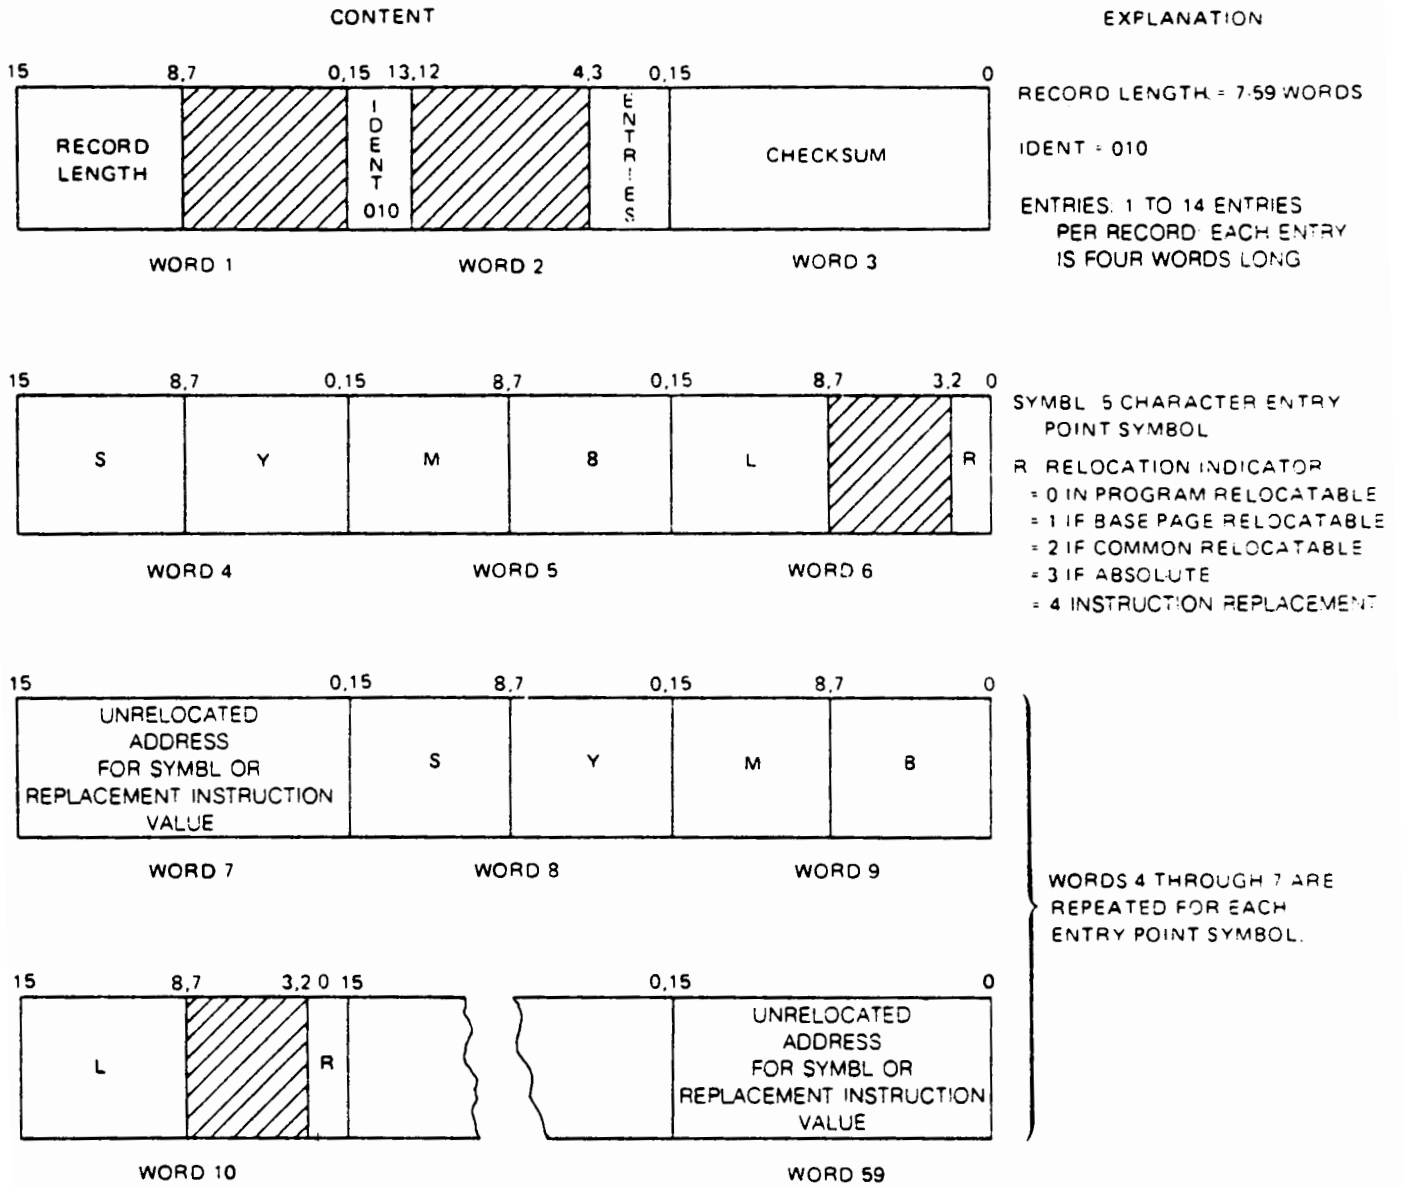 CONTENT
EXPLANATION
15 8,7 0,15 13,12 4,3 0,15 0
RECORD LENGTH = 7-59 WORDS
IDENT = 010
ENTRIES: 1 TO 14 ENTRIES
PER RECORD: EACH ENTRY
IS FOUR WORDS LONG
RECORD
LENGTH
IDENT
010
ENTRIES
CHECKSUM
WORD 1
WORD 2
WORD 3
15 8,7 0,15 8,7 0,15 8,7 3,2 0
S Y M B L R
SYMBL 5 CHARACTER ENTRY
POINT SYMBOL
R RELOCATION INDICATOR
= 0 IN PROGRAM RELOCATABLE
= 1 IF BASE PAGE RELOCATABLE
= 2 IF COMMON RELOCATABLE
= 3 IF ABSOLUTE
= 4 INSTRUCTION REPLACEMENT
WORD 4
WORD 5
WORD 6
15 0,15 8,7 0,15 8,7 0
UNRELOCATED
ADDRESS
FOR SYMBL OR
REPLACEMENT INSTRUCTION
VALUE
S Y M B
WORD 7
WORD 8
WORD 9
WORDS 4 THROUGH 7 ARE
REPEATED FOR EACH
ENTRY POINT SYMBOL.
15 8,7 3,2 0 15 0,15 0
L R
UNRELOCATED
ADDRESS
FOR SYMBL OR
REPLACEMENT INSTRUCTION
VALUE
WORD 10
WORD 59